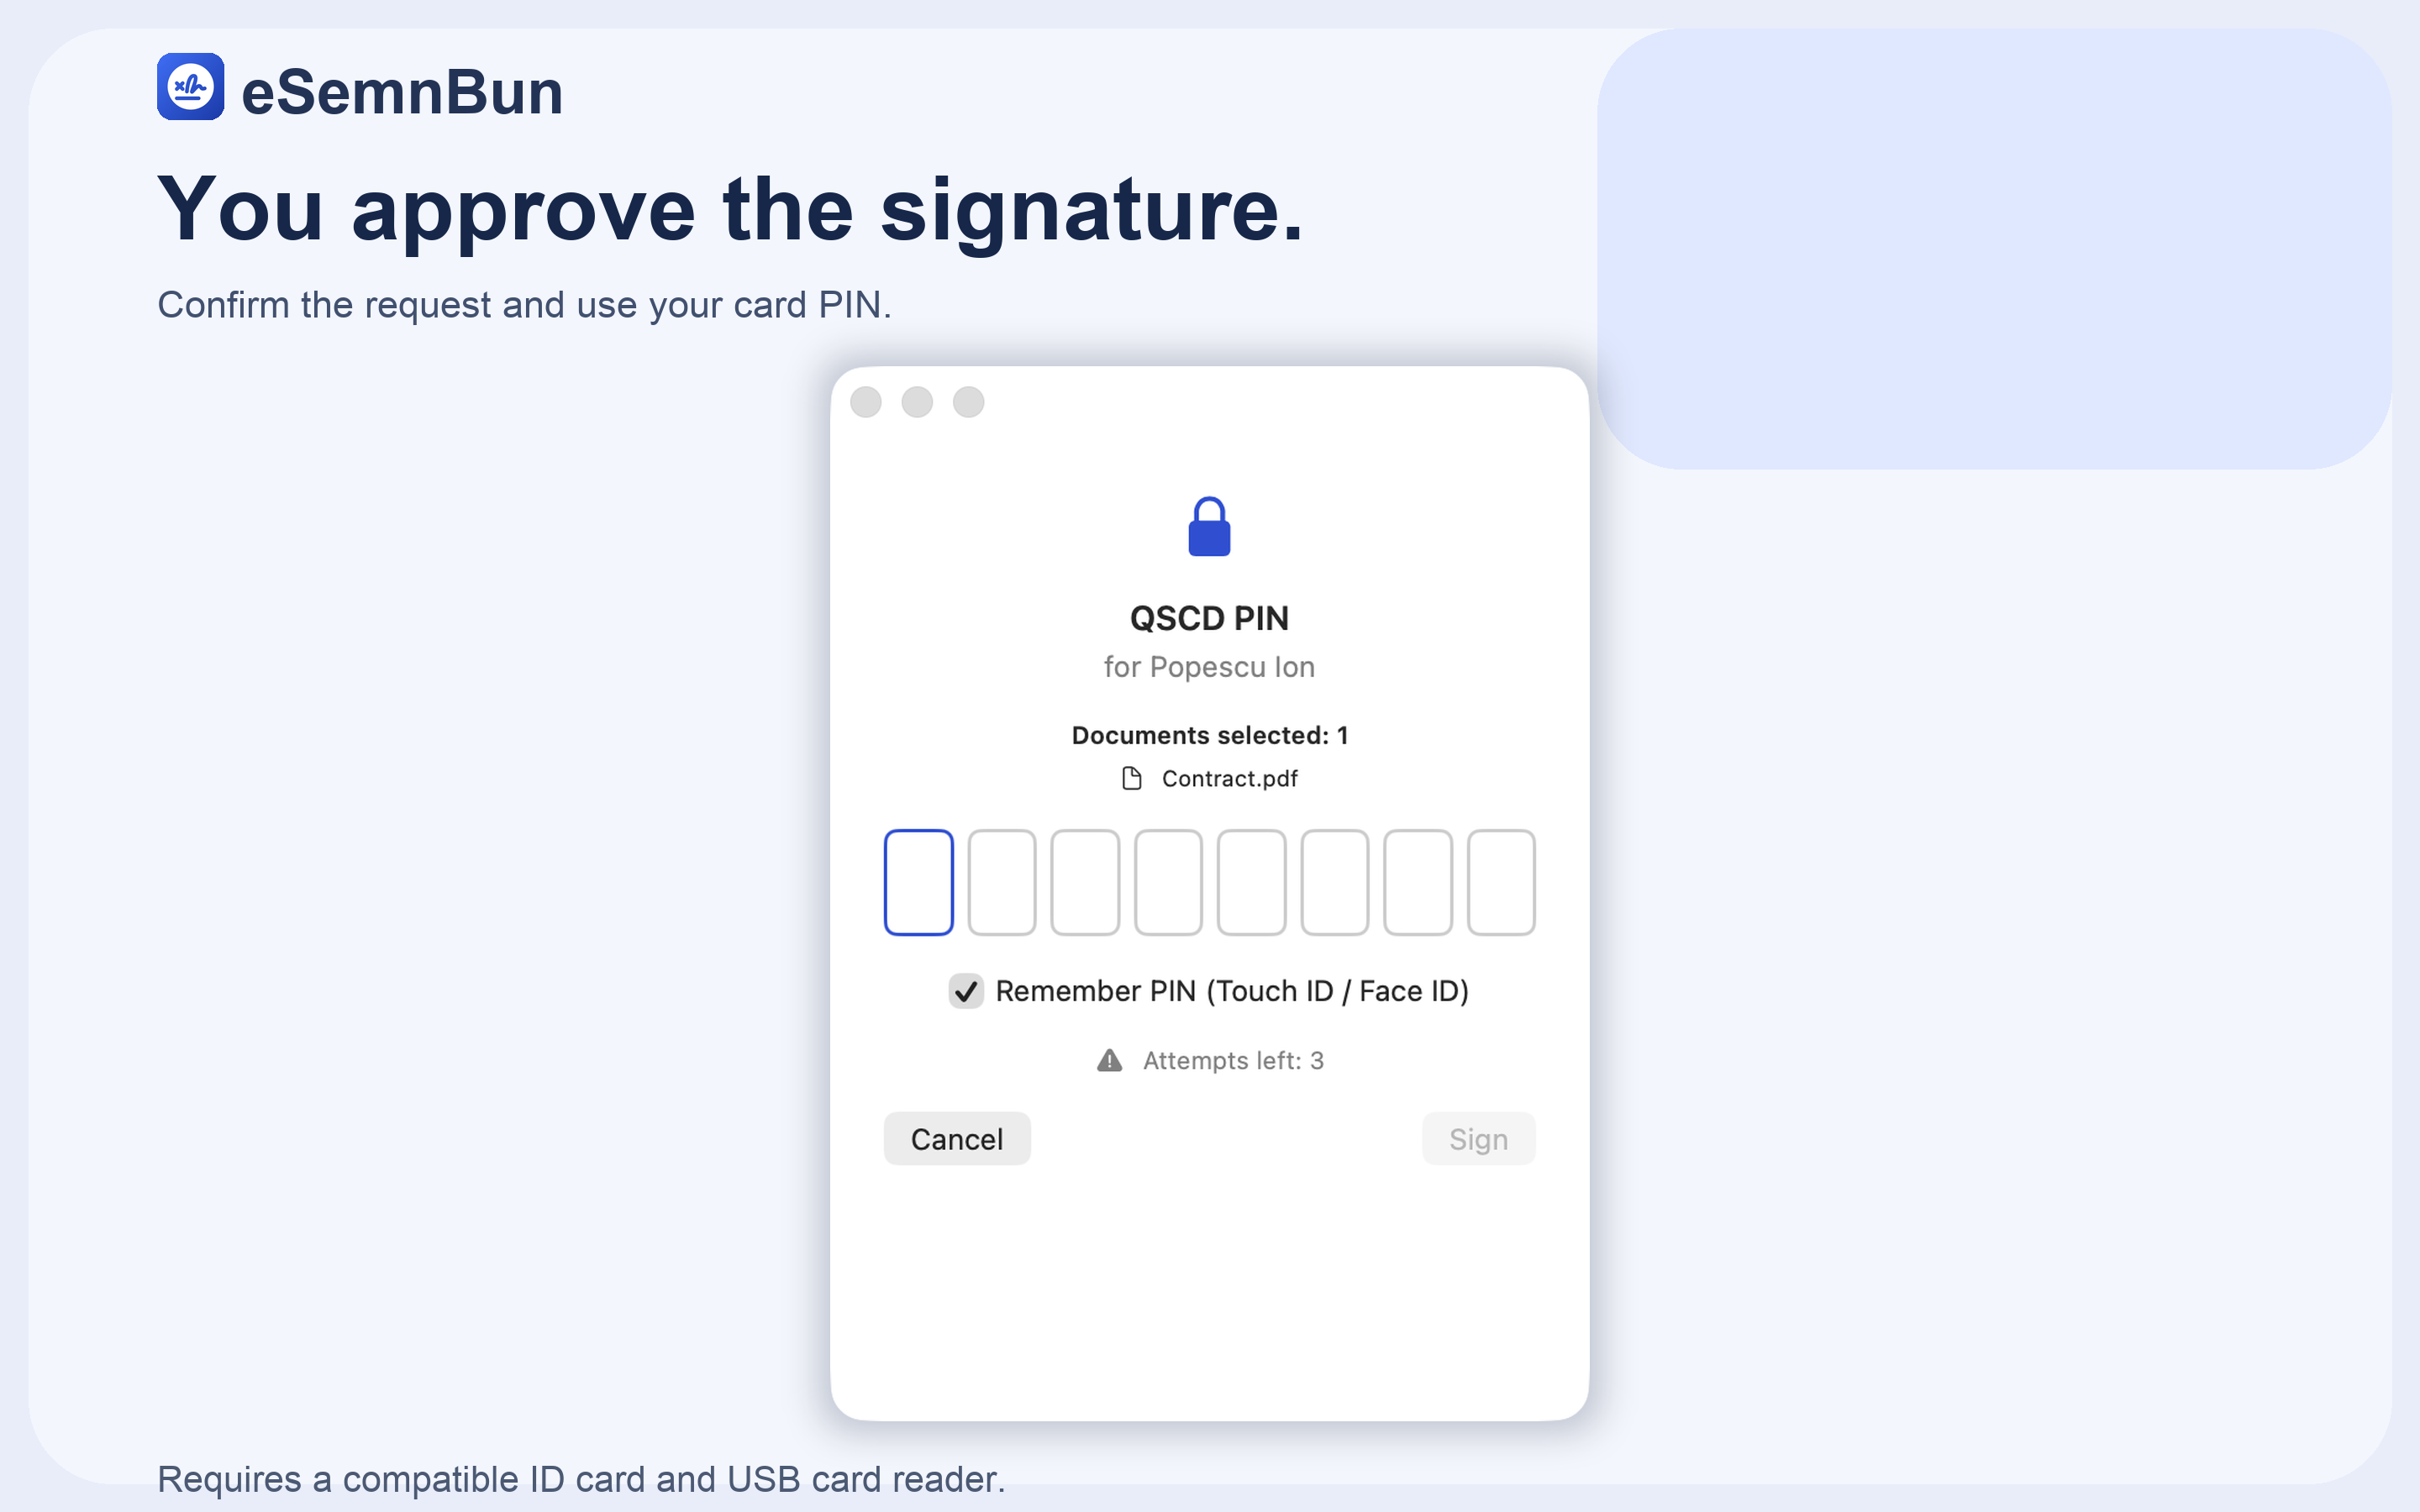 eSemnBun
You approve the signature.
Confirm the request and use your card PIN.
QSCD PIN
for Popescu Ion
Documents selected: 1
Contract.pdf
Remember PIN (Touch ID / Face ID)
Attempts left: 3
Cancel
Sign
Requires a compatible ID card and USB card reader.